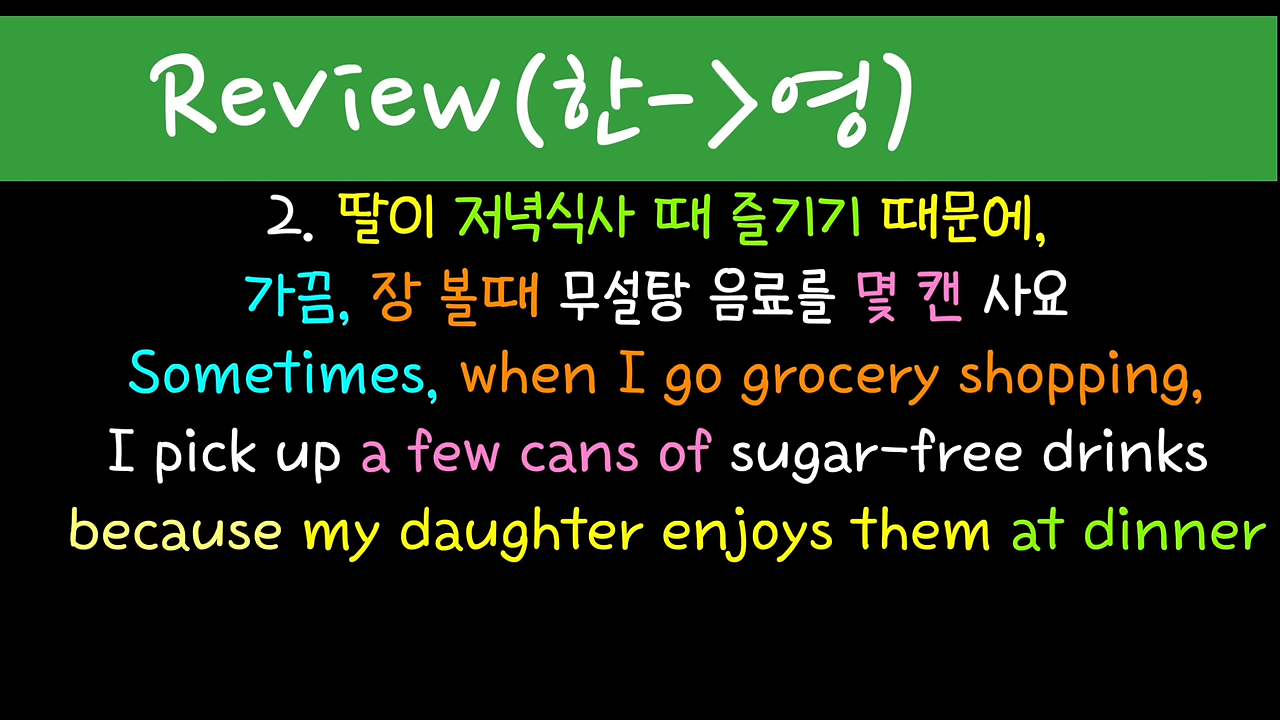 Review(한->영)
2. 딸이 저녁식사 때 즐기기 때문에,
가끔, 장 볼때 무설탕 음료를 몇 캔 사요
Sometimes, when I go grocery shopping,
I pick up a few cans of sugar-free drinks
because my daughter enjoys them at dinner